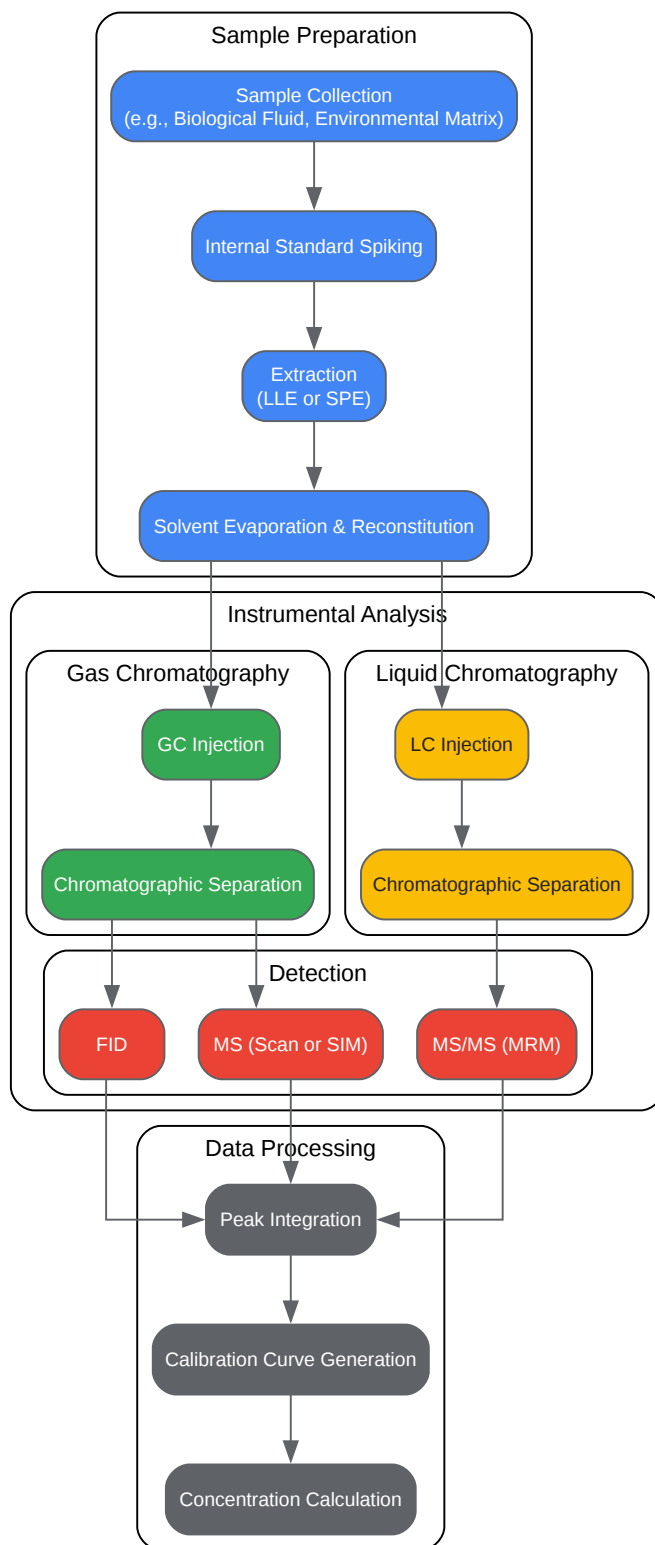 Sample Preparation
Sample Collection
(e.g., Biological Fluid, Environmental Matrix)
Internal Standard Spiking
Extraction
(LLE or SPE)
Solvent Evaporation & Reconstitution
Instrumental Analysis
Gas Chromatography
Liquid Chromatography
GC Injection
LC Injection
Chromatographic Separation
Chromatographic Separation
Detection
FID
MS (Scan or SIM)
MS/MS (MRM)
Data Processing
Peak Integration
Calibration Curve Generation
Concentration Calculation